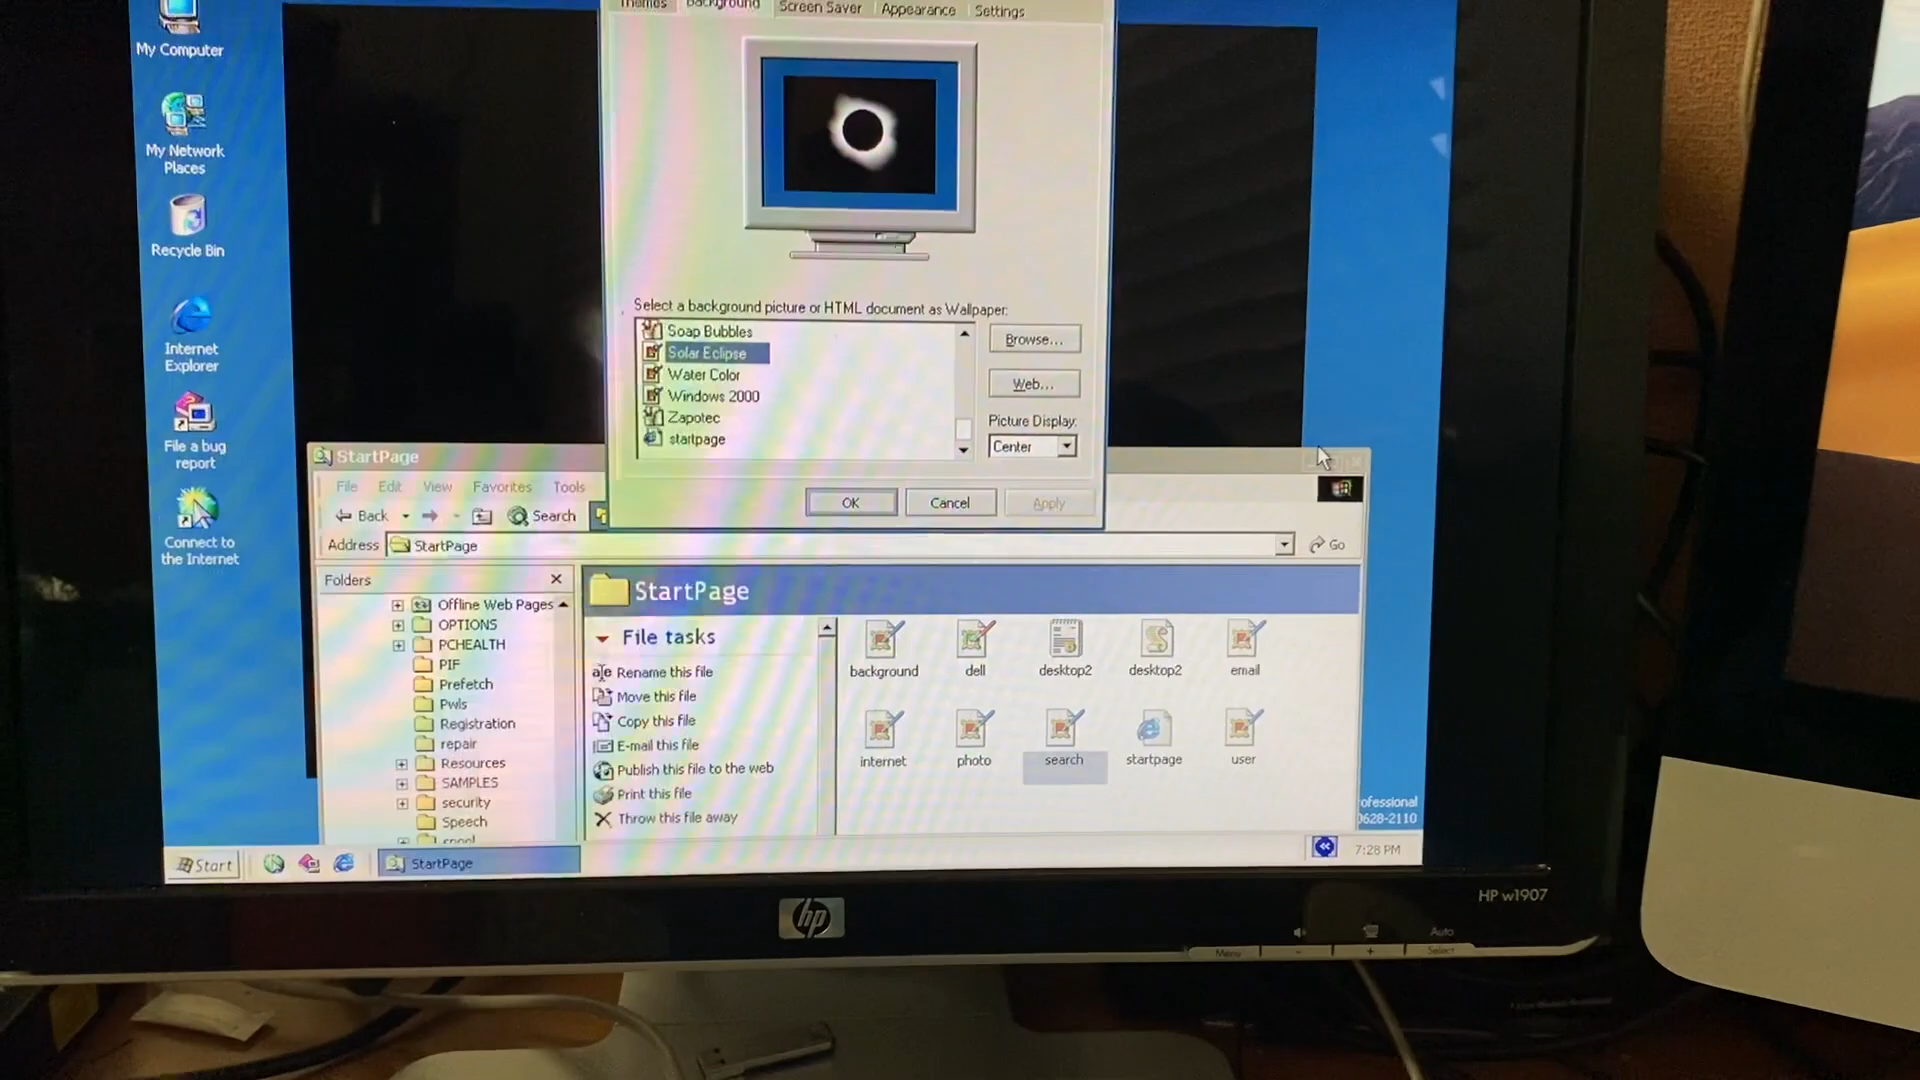 Themes
Background
Screen Saver
Appearance
Settings
My Computer
My Network
Places
Recycle Bin
Internet
Explorer
File a bug
report
Connect to
the Internet
Select a background picture or HTML document as Wallpaper:
Soap Bubbles
Solar Eclipse
Water Color
Windows 2000
Zapotec
startpage
Browse...
Web...
Picture Display:
Center
OK
Cancel
Apply
StartPage
File Edit View Favorites Tools
Back
Search
Address StartPage
Go
Folders
Offline Web Pages
OPTIONS
PCHEALTH
PIF
Prefetch
Pwls
Registration
repair
Resources
SAMPLES
security
Speech
spool
StartPage
File tasks
Rename this file
Move this file
Copy this file
E-mail this file
Publish this file to the web
Print this file
Throw this file away
background
dell
desktop2
desktop2
email
internet
photo
search
startpage
user
ofessional
0628-2110
Start
StartPage
7:28 PM
hp
HP w1907
Auto
Menu
-
+
Select